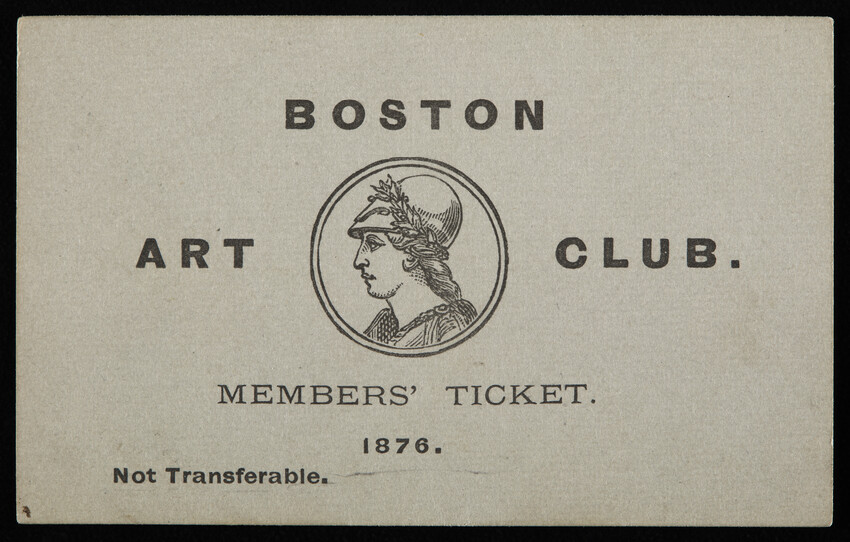 BOSTON
ART CLUB.
MEMBERS' TICKET.
1876.
Not Transferable.